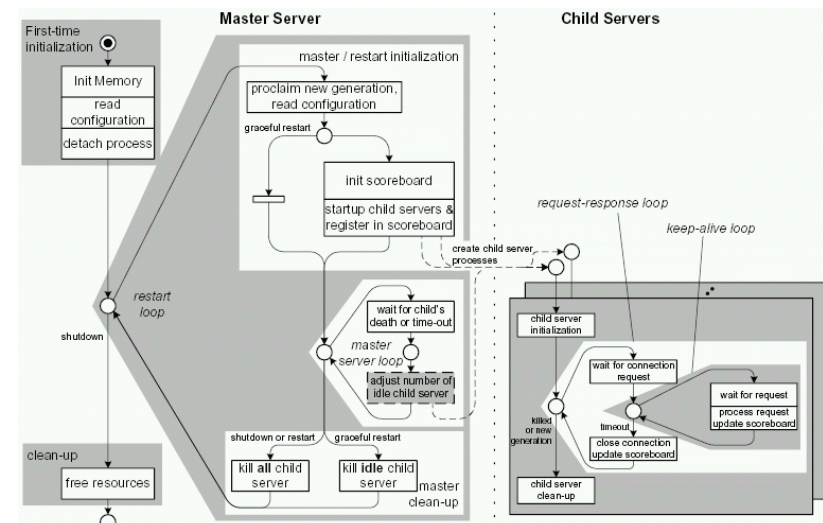 Master Server
Child Servers
First-time
initialization
Init Memory
read
configuration
detach process
master / restart initialization
proclaim new generation,
read configuration
graceful restart
init scoreboard
startup child servers &
register in scoreboard
create child server
processes
request-response loop
keep-alive loop
restart
loop
shutdown
wait for child's
death or time-out
master
server loop
adjust number of
idle child server
child server
initialization
wait for connection
request
wait for request
process request
update scoreboard
killed
or new
generation
timeout
close connection
update scoreboard
child server
clean-up
shutdown or restart
graceful restart
kill all child
server
kill idle child
server
master
clean-up
clean-up
free resources